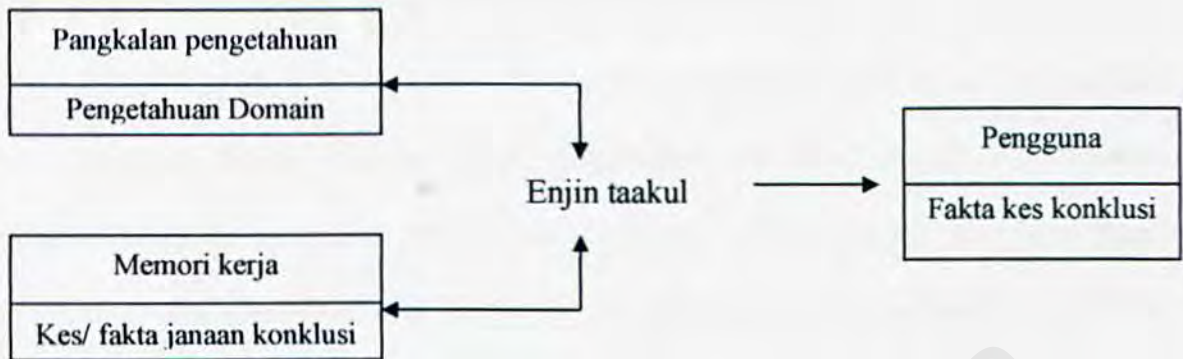 Pangkalan pengetahuan
Pengetahuan Domain
Enjin taakul
Pengguna
Fakta kes konklusi
Memori kerja
Kes/ fakta janaan konklusi